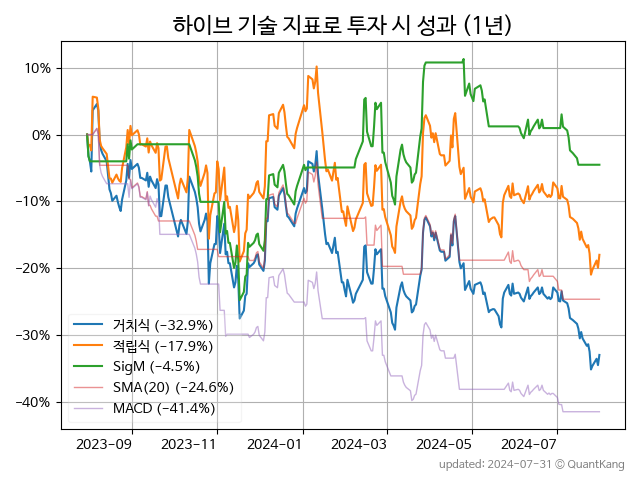 하이브 기술 지표로 투자 시 성과 (1년)
10%
0%
−10%
−20%
−30%
−40%
거치식 (−32.9%)
적립식 (−17.9%)
SigM (−4.5%)
SMA(20) (−24.6%)
MACD (−41.4%)
2023−09
2023−11
2024−01
2024−03
2024−05
2024−07
updated: 2024−07−31 © QuantKang